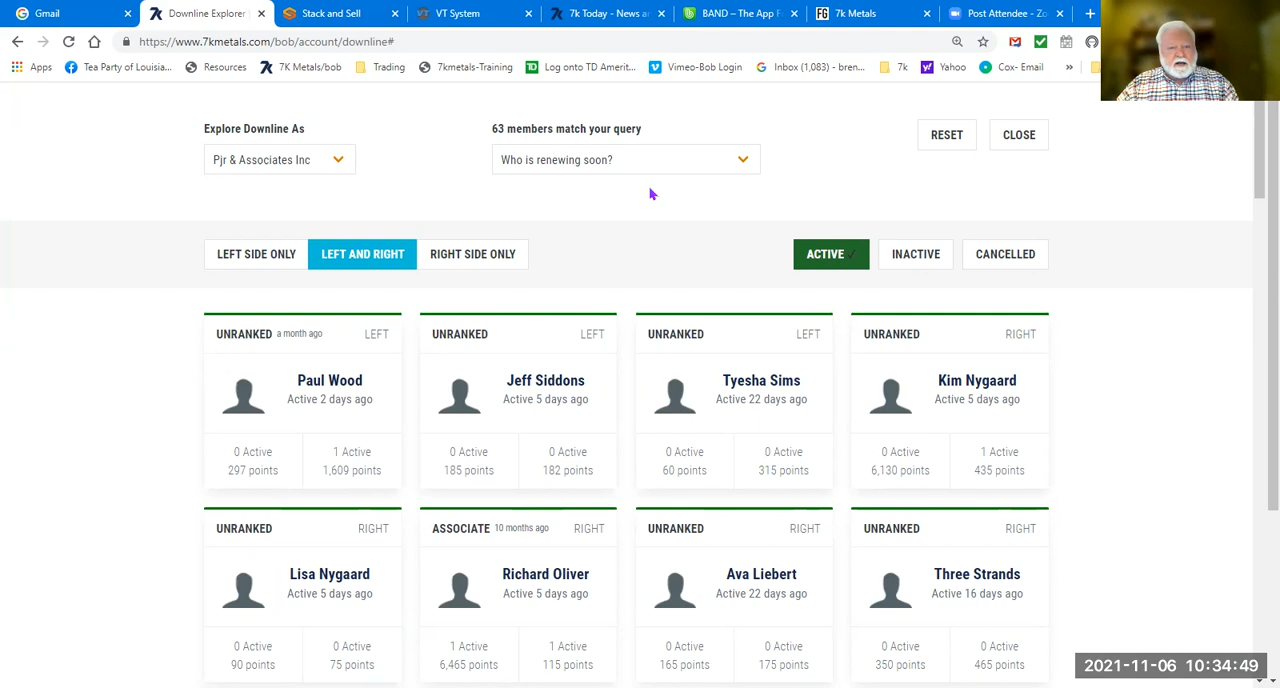 Gmail
Downline Explorer
Stack and Sell
VT System
7k Today - News a
BAND – The App F
7k Metals
Post Attendee - Zo
https://www.7kmetals.com/bob/account/downline#
Apps
Tea Party of Louisia...
Resources
7K Metals/bob
Trading
7kmetalstraining
Log onto TD Amerit...
Vimeo-Bob Login
Inbox (1,083) - bren...
7k
Yahoo
Cox- Email
»
Explore Downline As
63 members match your query
RESET
CLOSE
Pjr & Associates Inc
Who is renewing soon?
LEFT SIDE ONLY
LEFT AND RIGHT
RIGHT SIDE ONLY
ACTIVE ✓
INACTIVE
CANCELLED
UNRANKED a month ago LEFT
Paul Wood
Active 2 days ago
0 Active 1 Active
297 points 1,609 points
UNRANKED LEFT
Jeff Siddons
Active 5 days ago
0 Active 0 Active
185 points 182 points
UNRANKED LEFT
Tyesha Sims
Active 22 days ago
0 Active 0 Active
60 points 315 points
UNRANKED RIGHT
Kim Nygaard
Active 5 days ago
0 Active 1 Active
6,130 points 435 points
UNRANKED RIGHT
Lisa Nygaard
Active 5 days ago
0 Active 0 Active
90 points 75 points
ASSOCIATE 10 months ago RIGHT
Richard Oliver
Active 5 days ago
1 Active 1 Active
6,465 points 115 points
UNRANKED RIGHT
Ava Liebert
Active 22 days ago
0 Active 0 Active
165 points 175 points
UNRANKED RIGHT
Three Strands
Active 16 days ago
0 Active 0 Active
350 points 465 points
2021-11-06 10:34:49